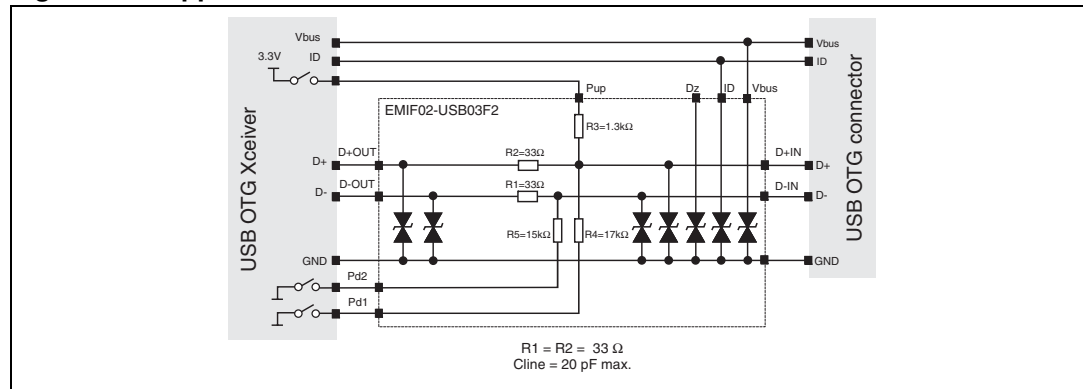 Vbus
ID
3.3V
Vbus
ID
Pup
Dz
ID
Vbus
EMIF02-USB03F2
R3=1.3kΩ
USB OTG Xceiver
D+
D+OUT
R2=33Ω
D+IN
D+
D-
D-OUT
R1=33Ω
D-IN
D-
USB OTG connector
R5=15kΩ
R4=17kΩ
GND
GND
Pd2
Pd1
R1 = R2 = 33 Ω
Cline = 20 pF max.